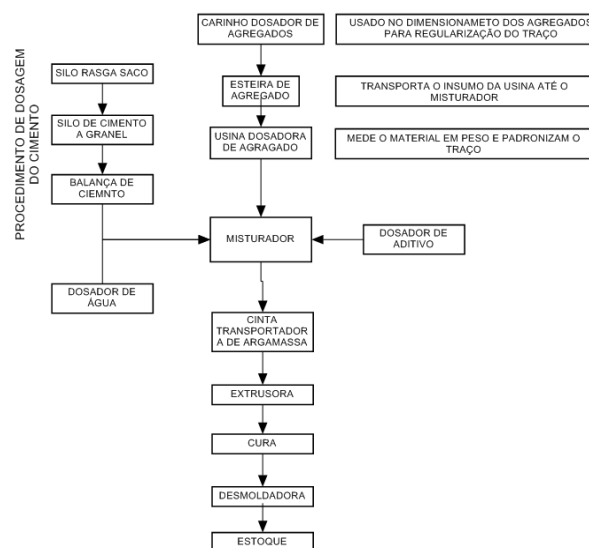 PROCEDIMENTO DE DOSAGEM
DO CIMENTO
SILO RASGA SACO
SILO DE CIMENTO
A GRANEL
BALANÇA DE
CIEMNTO
DOSADOR DE
ÁGUA
CARINHO DOSADOR DE
AGREGADOS
ESTEIRA DE
AGREGADO
USINA DOSADORA
DE AGRAGADO
MISTURADOR
DOSADOR DE
ADITIVO
CINTA
TRANSPORTADOR
A DE ARGAMASSA
EXTRUSORA
CURA
DESMOLDADORA
ESTOQUE
USADO NO DIMENSIONAMETO DOS AGREGADOS
PARA REGULARIZAÇÃO DO TRAÇO
TRANSPORTA O INSUMO DA USINA ATÉ O
MISTURADOR
MEDE O MATERIAL EM PESO E PADRONIZAM O
TRAÇO